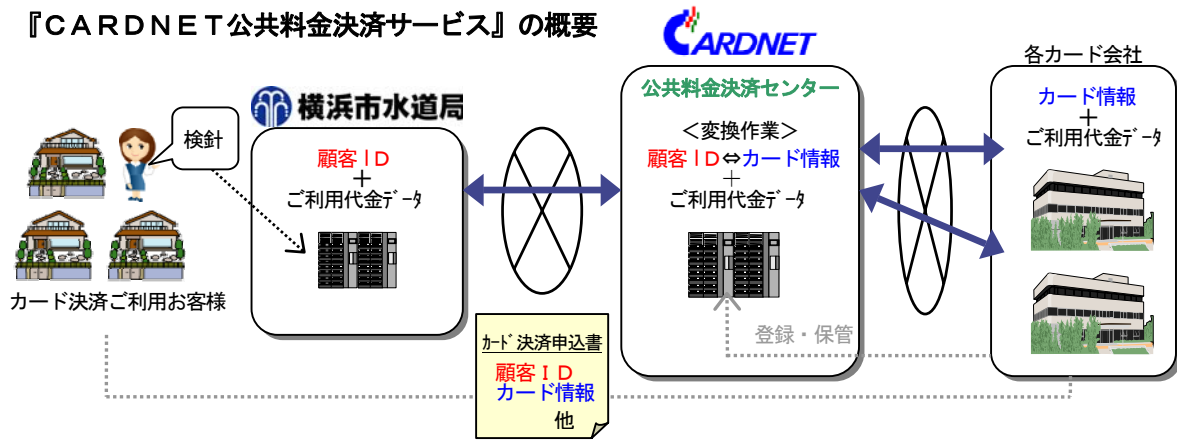 『ＣＡＲＤＮＥＴ公共料金決済サービス』の概要
検針
カード決済ご利用お客様
横浜市水道局
顧客ＩＤ
＋
ご利用代金ﾃﾞｰﾀ
カード決済申込書
顧客ＩＤ
カード情報
他
CARDNET
公共料金決済センター
＜変換作業＞
顧客ＩＤ⇔カード情報
＋
ご利用代金ﾃﾞｰﾀ
登録・保管
各カード会社
カード情報
＋
ご利用代金ﾃﾞｰﾀ